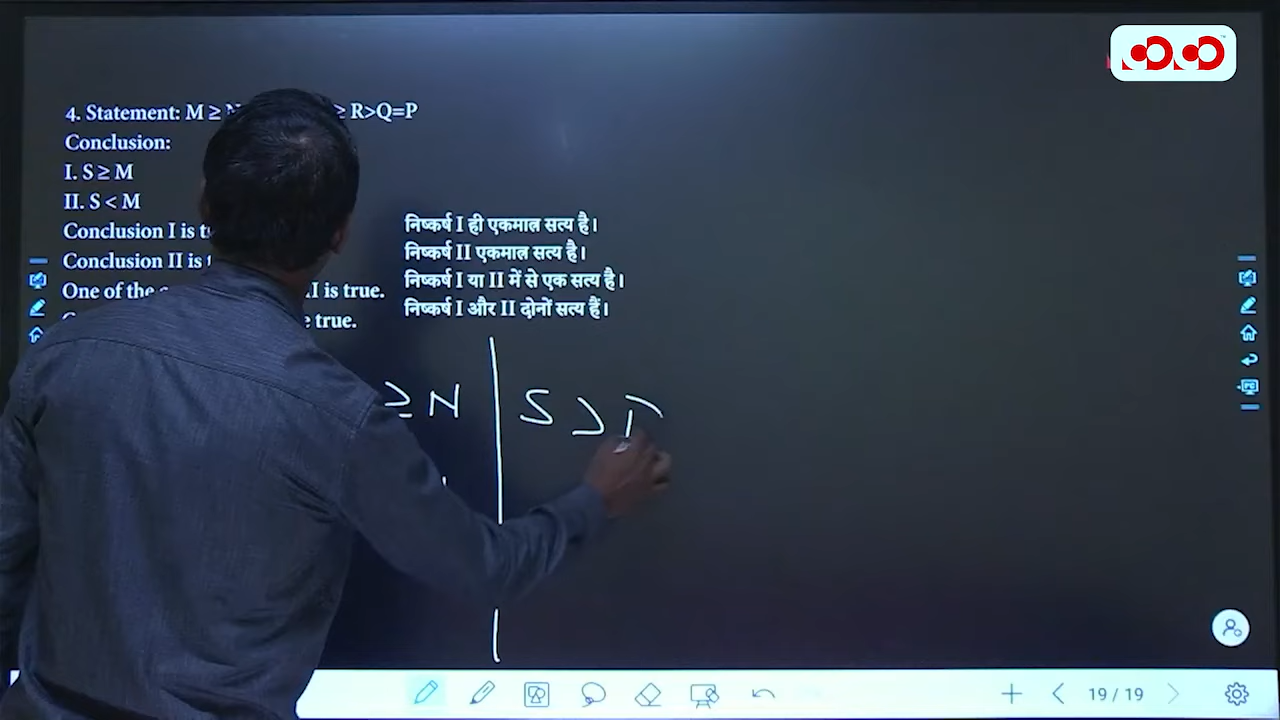 4. Statement: M ≥ R>Q=P
Conclusion:
I. S ≥ M
II. S < M
Conclusion I is
Conclusion II is
One of the II is true.
true.
निष्कर्ष I ही एकमात्र सत्य है।
निष्कर्ष II एकमात्र सत्य है।
निष्कर्ष I या II में से एक सत्य है।
निष्कर्ष I और II दोनों सत्य हैं।
≥ N
S >
19 / 19